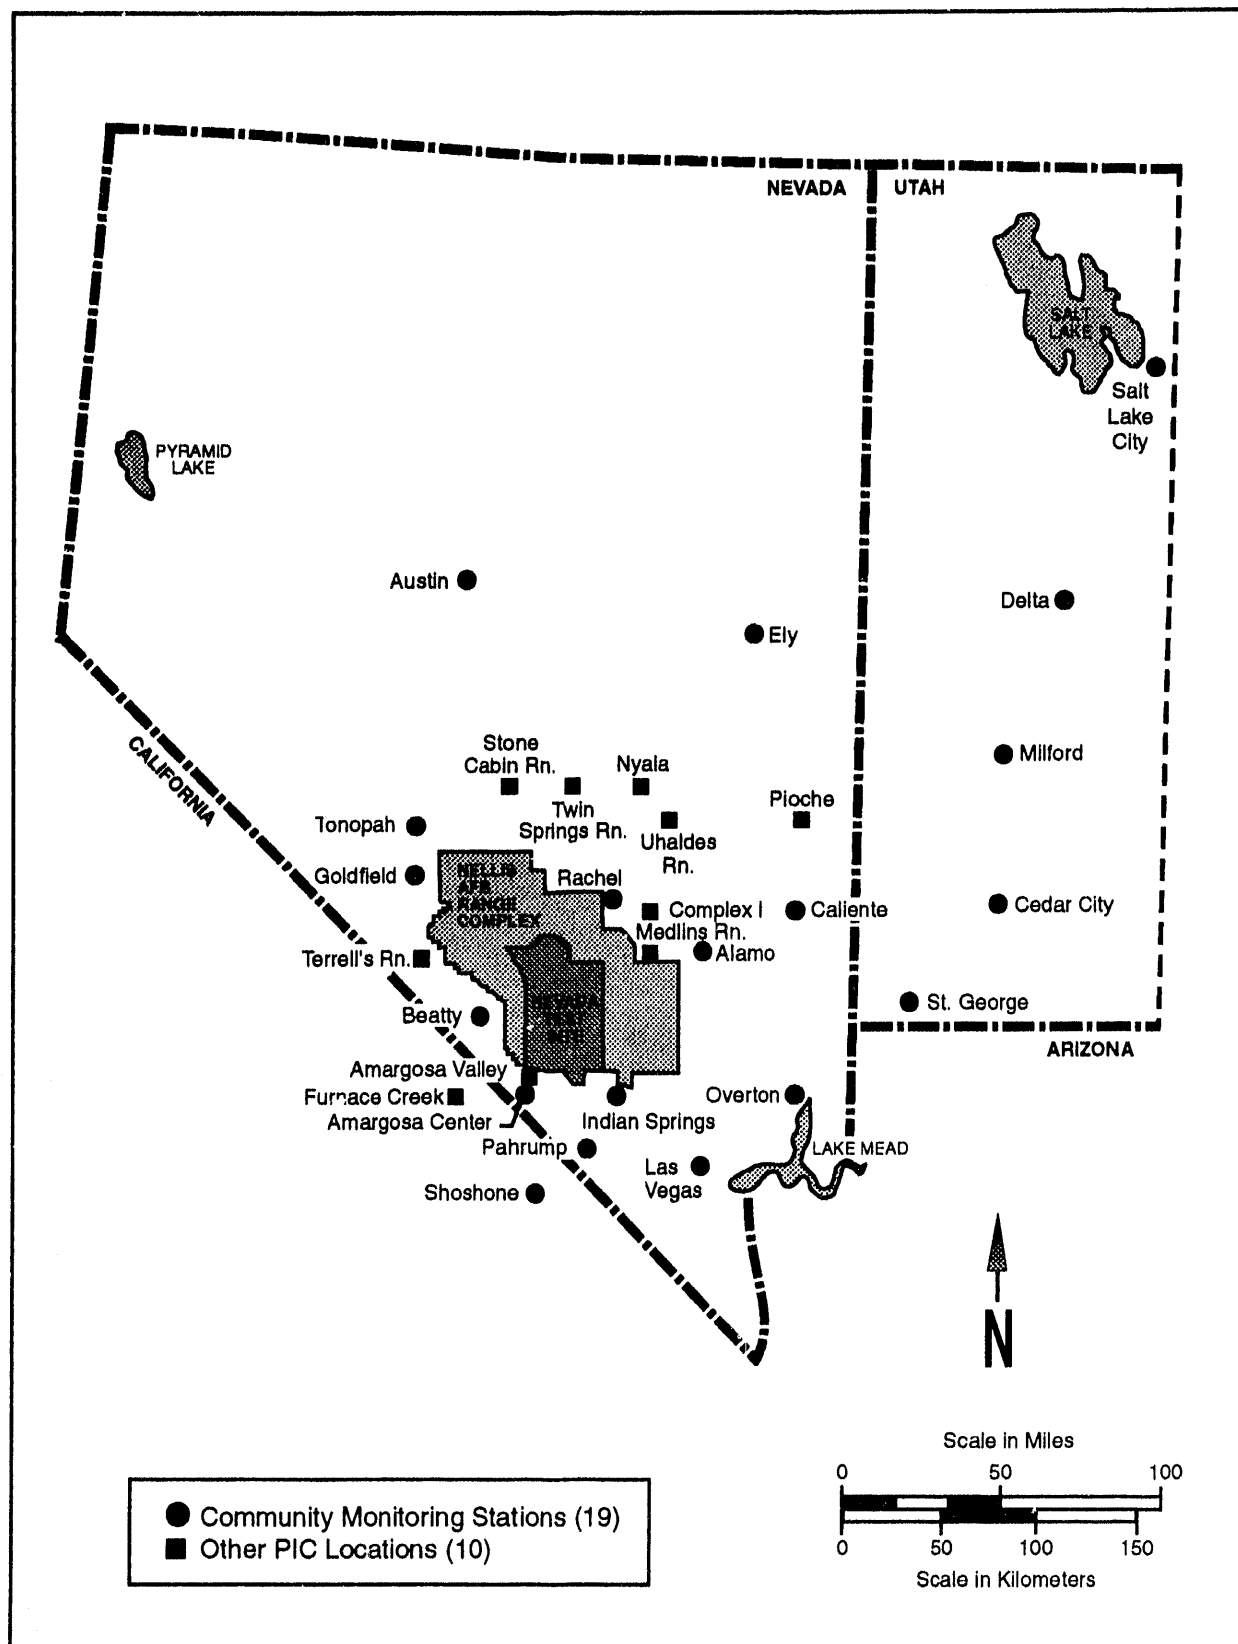 NEVADA
UTAH
SALT
LAKE
Salt
Lake
City
PYRAMID
LAKE
Austin
Delta
Ely
CALIFORNIA
Stone
Cabin Rn.
Nyala
Milford
Twin
Springs Rn.
Pioche
Tonopah
Uhaldes
Rn.
Goldfield
NELLIS
AFB
RANGE
COMPLEX
Rachel
Complex I
Caliente
Cedar City
Medlins Rn.
Terrell's Rn.
Alamo
NEVADA
TEST
SITE
St. George
Beatty
ARIZONA
Amargosa Valley
Furnace Creek
Overton
Amargosa Center
Indian Springs
Pahrump
LAKE MEAD
Las
Vegas
Shoshone
N
Scale in Miles
0 50 100
0 50 100 150
Scale in Kilometers
Community Monitoring Stations (19)
Other PIC Locations (10)